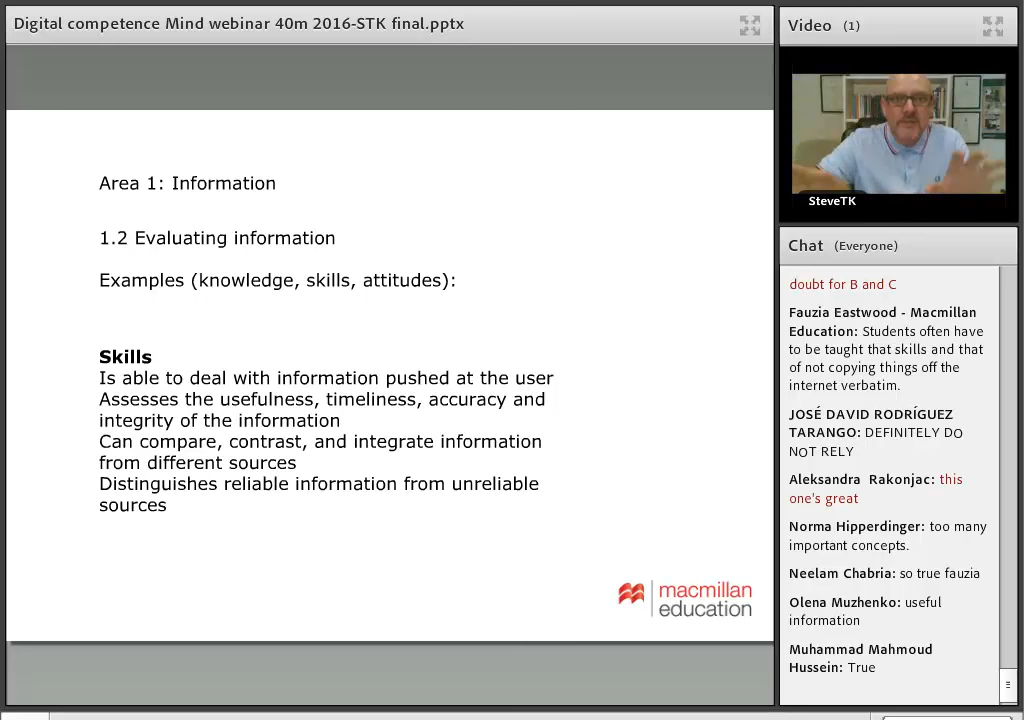 Digital competence Mind webinar 40m 2016-STK final.pptx
Area 1: Information
1.2 Evaluating information
Examples (knowledge, skills, attitudes):
Skills
Is able to deal with information pushed at the user
Assesses the usefulness, timeliness, accuracy and
integrity of the information
Can compare, contrast, and integrate information
from different sources
Distinguishes reliable information from unreliable
sources
macmillan
education
Video (1)
SteveTK
Chat (Everyone)
doubt for B and C
Fauzia Eastwood - Macmillan
Education: Students often have
to be taught that skills and that
of not copying things off the
internet verbatim.
JOSÉ DAVID RODRÍGUEZ
TARANGO: DEFINITELY DO
NOT RELY
Aleksandra Rakonjac: this
one's great
Norma Hipperdinger: too many
important concepts.
Neelam Chabria: so true fauzia
Olena Muzhenko: useful
information
Muhammad Mahmoud
Hussein: True